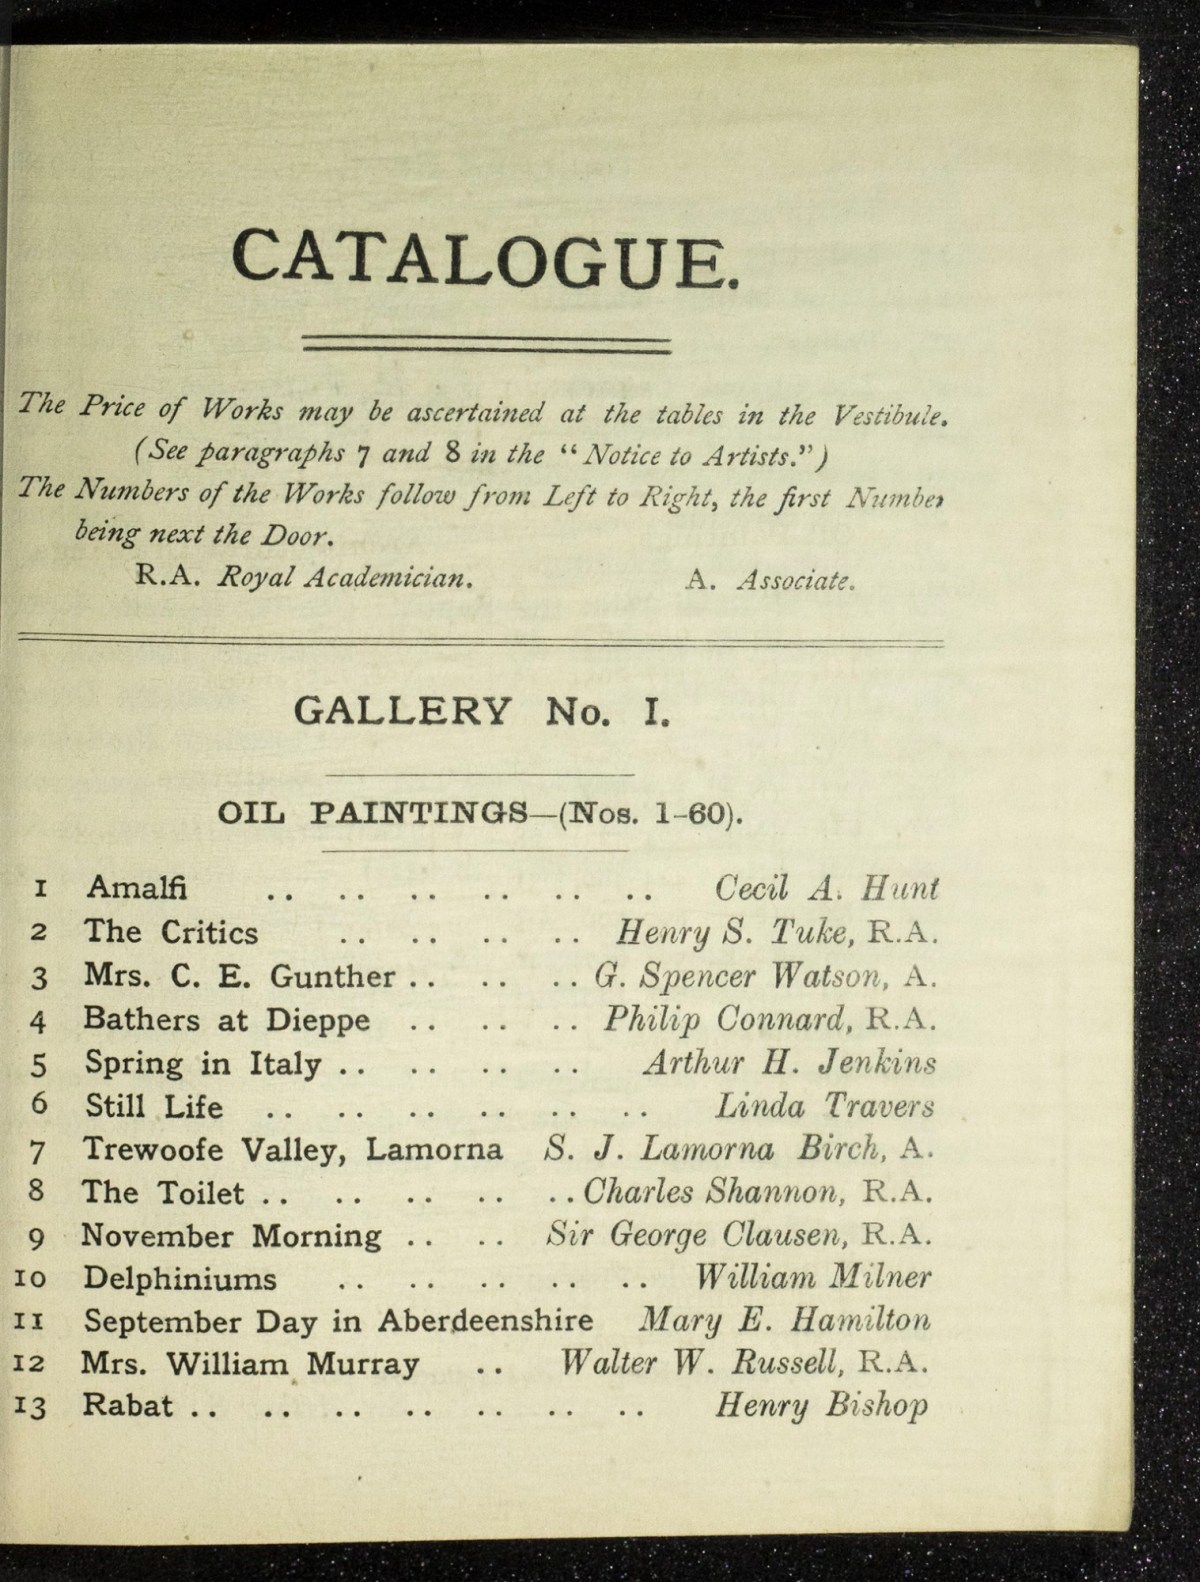 CATALOGUE.
The Price of Works may be ascertained at the tables in the Vestibule.
(See paragraphs 7 and 8 in the "Notice to Artists.")
The Numbers of the Works follow from Left to Right, the first Number
being next the Door.
R.A. Royal Academician. A. Associate.
GALLERY No. I.
OIL PAINTINGS—(Nos. 1-60).
1 Amalfi .. .. .. .. .. .. Cecil A. Hunt
2 The Critics .. .. .. .. Henry S. Tuke, R.A.
3 Mrs. C. E. Gunther .. .. .. G. Spencer Watson, A.
4 Bathers at Dieppe .. .. .. Philip Connard, R.A.
5 Spring in Italy .. .. .. .. Arthur H. Jenkins
6 Still Life .. .. .. .. .. .. Linda Travers
7 Trewoofe Valley, Lamorna S. J. Lamorna Birch, A.
8 The Toilet .. .. .. .. .. Charles Shannon, R.A.
9 November Morning .. .. Sir George Clausen, R.A.
10 Delphiniums .. .. .. .. .. William Milner
11 September Day in Aberdeenshire Mary E. Hamilton
12 Mrs. William Murray .. Walter W. Russell, R.A.
13 Rabat .. .. .. .. .. .. .. Henry Bishop